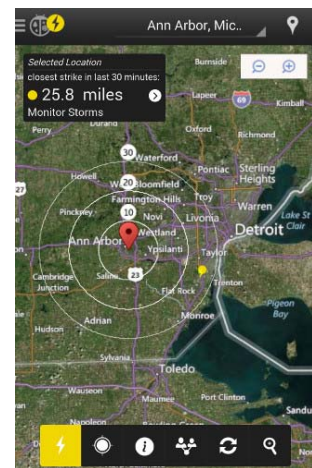 Ann Arbor, Mic..
Selected Location
closest strike in last 30 minutes:
25.8 miles
Monitor Storms
Burnside
Lapeer
69
Kimball
Perry
Durand
Oxford
Richmond
30
Waterford
Pontiac
Sterling
Heights
Howell
20
Bloomfield
Troy
Farmington Hills
Warren
27
Pinckney
10
Novi
Livonia
Lake St
Clair
Westland
Detroit
Ann Arbor
Ypsilanti
Taylor
Cambridge
Junction
Saline
23
Trenton
Flat Rock
Pigeon
Bay
Monroe
Hudson
Adrian
Sylvania
Toledo
Wauseon
Maumee
Port Clinton
Sandu
Napoleon